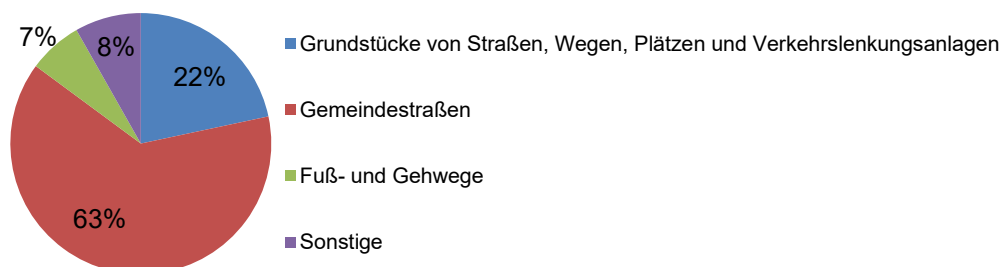 7%
8%
22%
63%
Grundstücke von Straßen, Wegen, Plätzen und Verkehrslenkungsanlagen
Gemeindestraßen
Fuß- und Gehwege
Sonstige